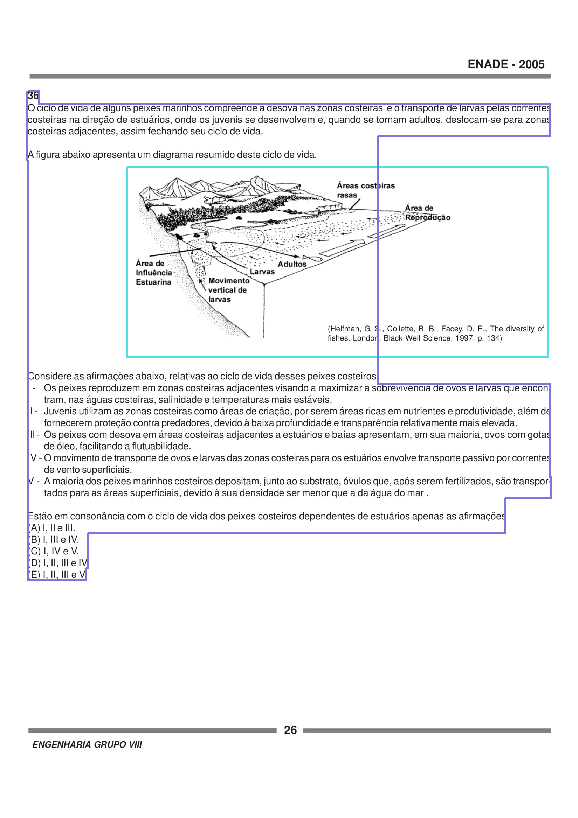 ENADE - 2005
36
O ciclo de vida de alguns peixes marinhos compreende a desova nas zonas costeiras e o transporte de larvas pelas correntes
costeiras na direção de estuários, onde os juvenis se desenvolvem e, quando se tornam adultos, deslocam-se para zonas
costeiras adjacentes, assim fechando seu ciclo de vida.
A figura abaixo apresenta um diagrama resumido deste ciclo de vida.
Áreas costeiras
rasas
Área de
Reprodução
Área de
Influência
Estuarina
Adultos
Larvas
Movimento
vertical de
larvas
(Helfman, G. S., Collette, B. B., Facey, D. E., The diversity of
fishes. London, Black Well Science, 1997, p. 134)
Considere as afirmações abaixo, relativas ao ciclo de vida desses peixes costeiros.
I - Os peixes reproduzem em zonas costeiras adjacentes visando a maximizar a sobrevivência de ovos e larvas que encon-
tram, nas águas costeiras, salinidade e temperaturas mais estáveis.
II - Juvenis utilizam as zonas costeiras como áreas de criação, por serem áreas ricas em nutrientes e produtividade, além de
fornecerem proteção contra predadores, devido à baixa profundidade e transparência relativamente mais elevada.
III - Os peixes com desova em áreas costeiras adjacentes a estuários e baías apresentam, em sua maioria, ovos com gotas
de óleo, facilitando a flutuabilidade.
IV - O movimento de transporte de ovos e larvas das zonas costeiras para os estuários envolve transporte passivo por correntes
de vento superficiais.
V - A maioria dos peixes marinhos costeiros depositam, junto ao substrato, óvulos que, após serem fertilizados, são transpor-
tados para as áreas superficiais, devido à sua densidade ser menor que a da água do mar .
Estão em consonância com o ciclo de vida dos peixes costeiros dependentes de estuários apenas as afirmações
(A) I, II e III.
(B) I, III e IV.
(C) I, IV e V.
(D) I, II, III e IV
(E) I, II, III e V
26
ENGENHARIA GRUPO VIII